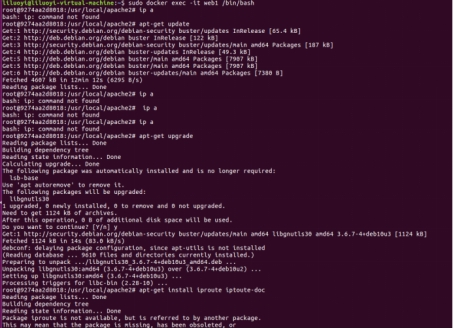 liluoyi@liluoyi-virtual-machine:~$ sudo docker exec -it web1 /bin/bash
root@9274aa2d8018:/usr/local/apache2# ip a
bash: ip: command not found
root@9274aa2d8018:/usr/local/apache2# apt-get update
Get:1 http://security.debian.org/debian-security buster/updates InRelease [65.4 kB]
Get:2 http://deb.debian.org/debian buster InRelease [122 kB]
Get:3 http://security.debian.org/debian-security buster/updates/main amd64 Packages [187 kB]
Get:4 http://deb.debian.org/debian buster-updates InRelease [49.3 kB]
Get:5 http://deb.debian.org/debian buster/main amd64 Packages [7907 kB]
Get:5 http://deb.debian.org/debian buster/main amd64 Packages [7907 kB]
Get:6 http://deb.debian.org/debian buster-updates/main amd64 Packages [7380 B]
Fetched 4607 kB in 12min 12s (6295 B/s)
Reading package lists... Done
root@9274aa2d8018:/usr/local/apache2# ip a
bash: ip: command not found
root@9274aa2d8018:/usr/local/apache2#  ip a
bash: ip: command not found
root@9274aa2d8018:/usr/local/apache2# ip a
bash: ip: command not found
root@9274aa2d8018:/usr/local/apache2# apt-get upgrade
Reading package lists... Done
Building dependency tree
Reading state information... Done
Calculating upgrade... Done
The following package was automatically installed and is no longer required:
lsb-base
Use 'apt autoremove' to remove it.
The following packages will be upgraded:
libgnutls30
1 upgraded, 0 newly installed, 0 to remove and 0 not upgraded.
Need to get 1124 kB of archives.
After this operation, 0 B of additional disk space will be used.
Do you want to continue? [Y/n] y
Get:1 http://security.debian.org/debian-security buster/updates/main amd64 libgnutls30 amd64 3.6.7-4+deb10u3 [1124 kB]
Fetched 1124 kB in 14s (83.0 kB/s)
debconf: delaying package configuration, since apt-utils is not installed
(Reading database ... 9610 files and directories currently installed.)
Preparing to unpack .../libgnutls30_3.6.7-4+deb10u3_amd64.deb ...
Unpacking libgnutls30:amd64 (3.6.7-4+deb10u3) over (3.6.7-4+deb10u2) ...
Setting up libgnutls30:amd64 (3.6.7-4+deb10u3) ...
Processing triggers for libc-bin (2.28-10) ...
root@9274aa2d8018:/usr/local/apache2# apt-get install iproute iptoute-doc
Reading package lists... Done
Building dependency tree
Reading state information... Done
Package iproute is not available, but is referred to by another package.
This may mean that the package is missing, has been obsoleted, or